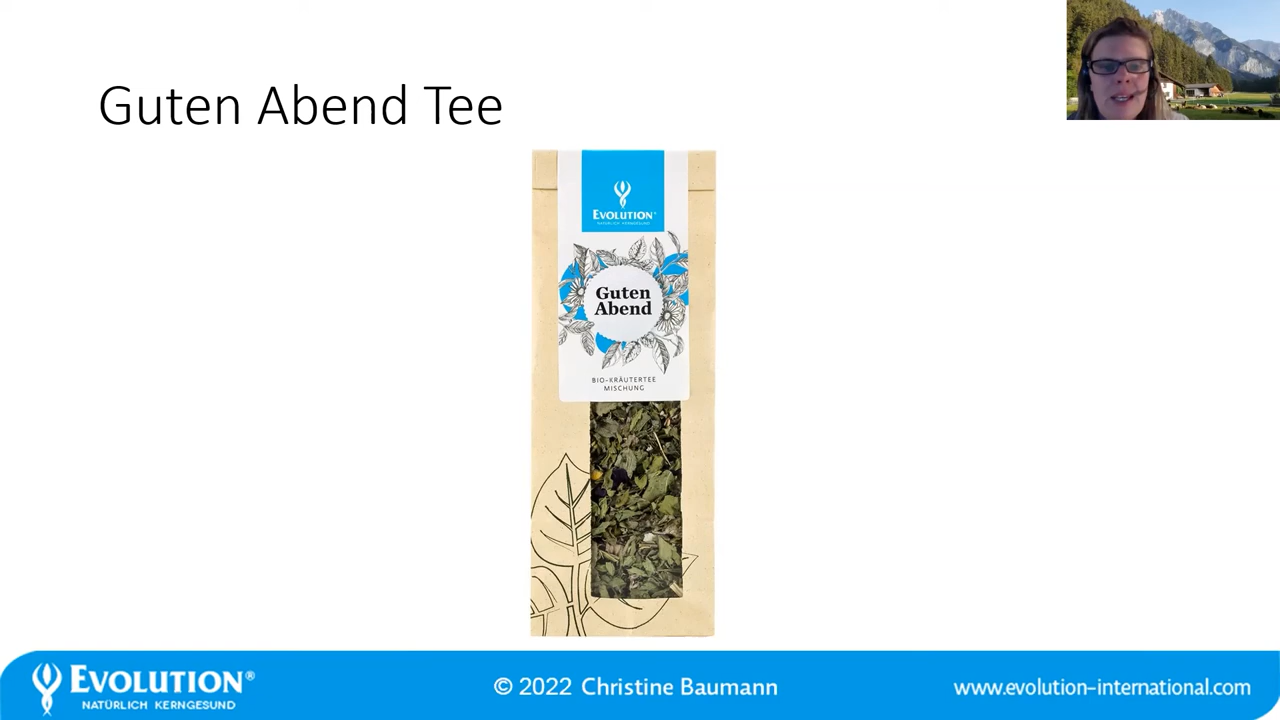 Guten Abend Tee
EVOLUTION®
NATÜRLICH KERNGESUND
Guten
Abend
BIO-KRÄUTERTEE
MISCHUNG
EVOLUTION®
NATÜRLICH KERNGESUND
© 2022 Christine Baumann
www.evolution-international.com